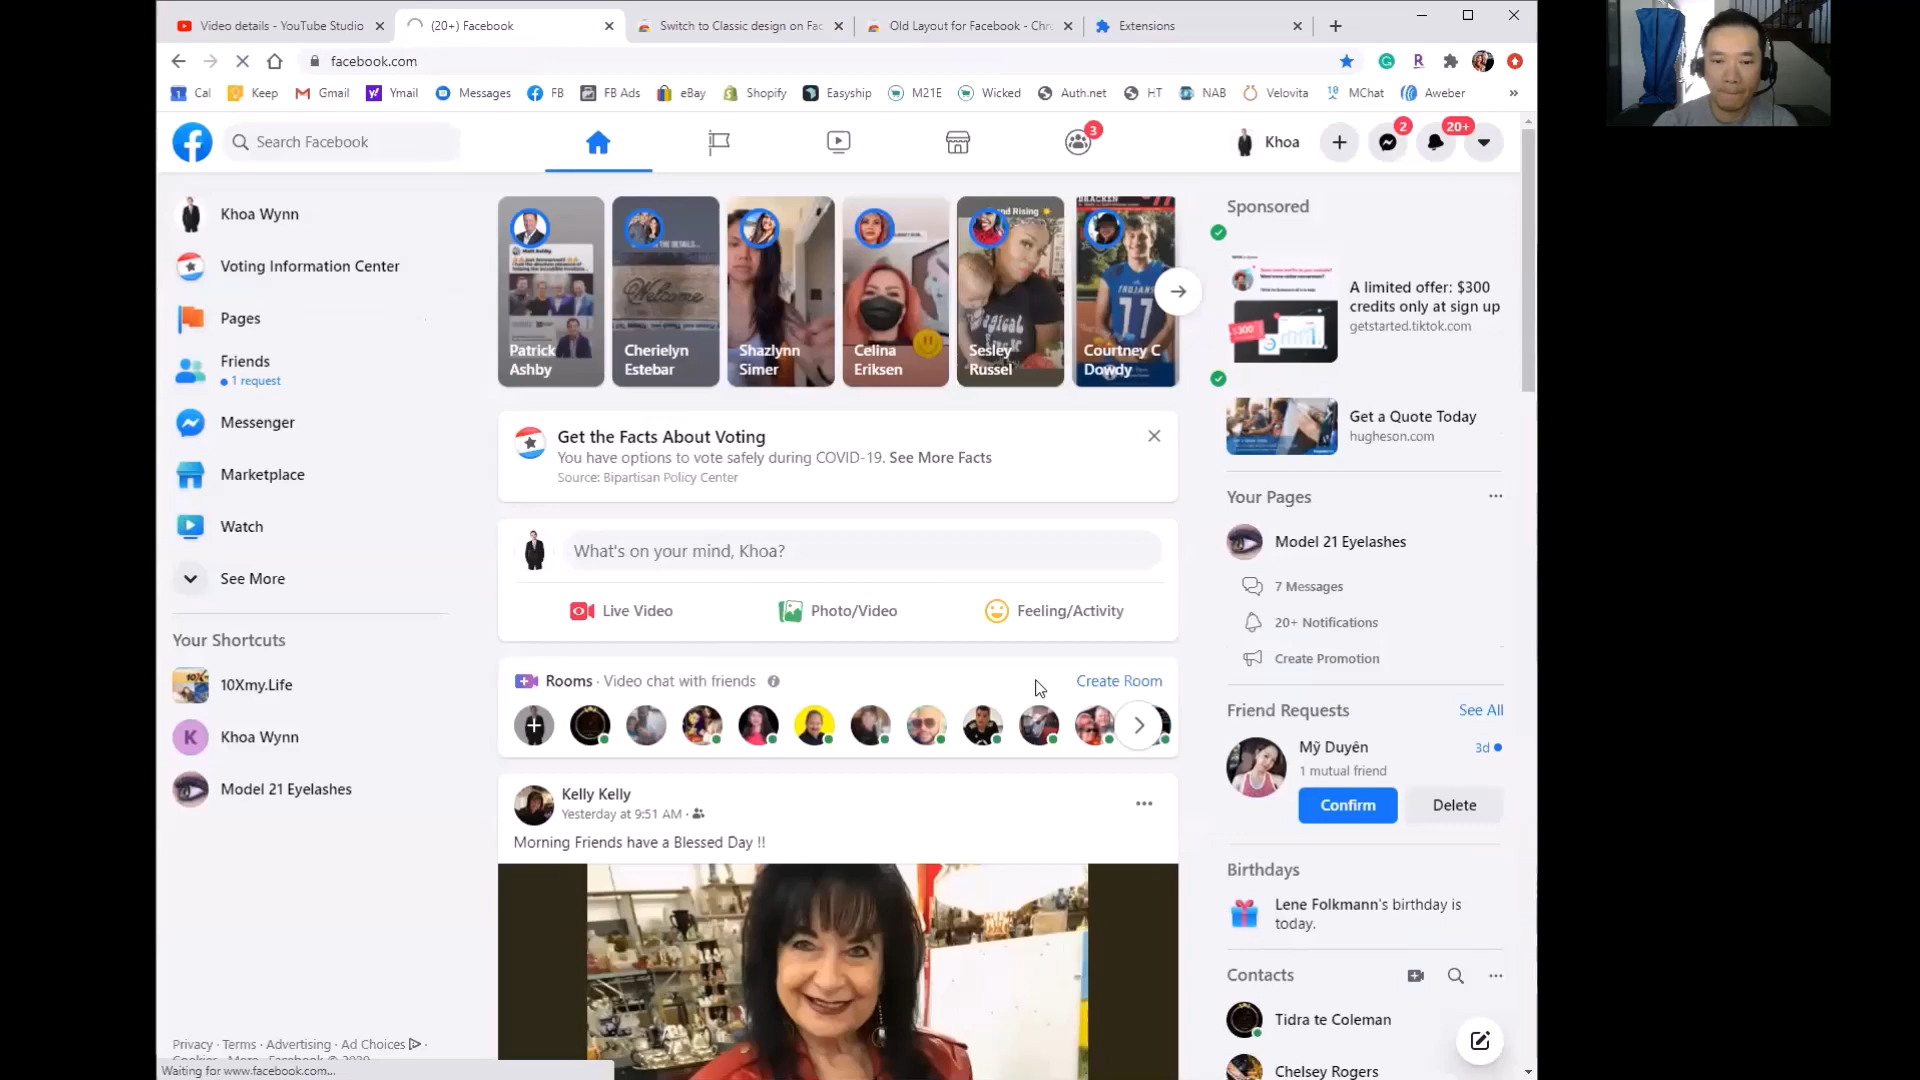 Video details - YouTube Studio
(20+) Facebook
Switch to Classic design on Fac
Old Layout for Facebook - Chro
Extensions
facebook.com
Cal
Keep
Gmail
Ymail
Messages
FB
FB Ads
eBay
Shopify
Easyship
M21E
Wicked
Auth.net
HT
NAB
Velovita
MChat
Aweber
Search Facebook
3
Khoa
2
20+
Khoa Wynn
Voting Information Center
Pages
Friends
1 request
Messenger
Marketplace
Watch
See More
Your Shortcuts
10Xmy.Life
K
Khoa Wynn
Model 21 Eyelashes
Privacy · Terms · Advertising · Ad Choices ·
Waiting for www.facebook.com...
Patrick
Ashby
Cherielyn
Estebar
Shazlynn
Simer
Celina
Eriksen
Sesley
Russel
Courtney C
Dowdy
Welcome
TROJANS
17
Get the Facts About Voting
You have options to vote safely during COVID-19. See More Facts
Source: Bipartisan Policy Center
What's on your mind, Khoa?
Live Video
Photo/Video
Feeling/Activity
Rooms · Video chat with friends
Create Room
Kelly Kelly
Yesterday at 9:51 AM ·
Morning Friends have a Blessed Day !!
Sponsored
$300
A limited offer: $300
credits only at sign up
getstarted.tiktok.com
Get a Quote Today
hugheson.com
Your Pages
Model 21 Eyelashes
7 Messages
20+ Notifications
Create Promotion
Friend Requests
See All
Mỹ Duyên
3d
1 mutual friend
Confirm
Delete
Birthdays
Lene Folkmann's birthday is
today.
Contacts
Tidra te Coleman
Chelsey Rogers